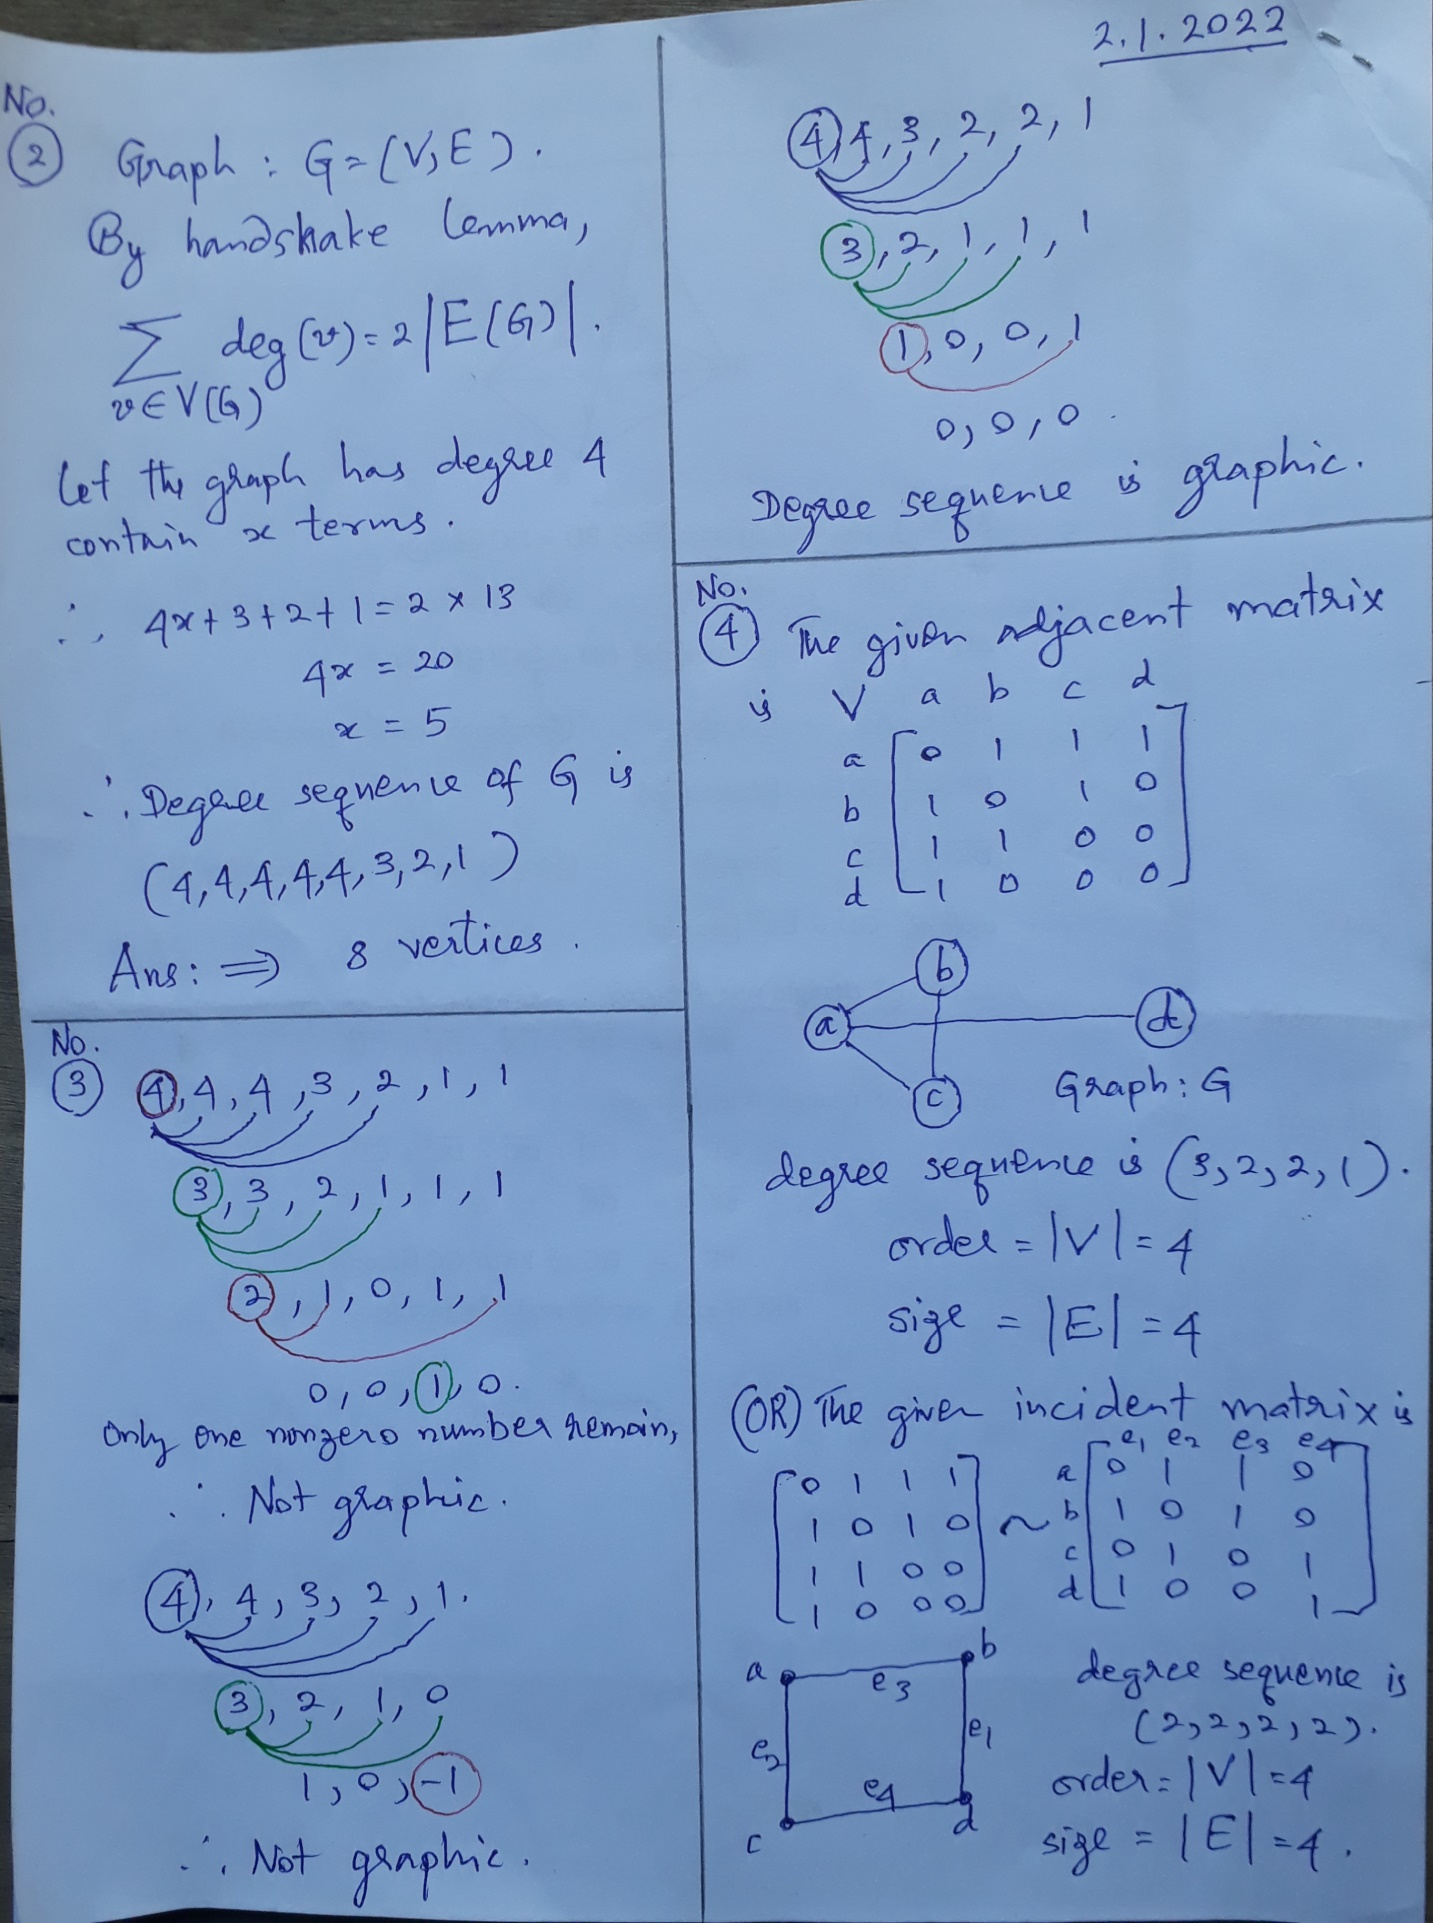 2.1.2022
No.
② Graph : G=(V,E).
By handshake lemma,
∑ deg(v)=2|E(G)|.
v∈V(G)
Let the graph has degree 4
contain x terms.
∴ 4x+3+2+1=2×13
4x = 20
x = 5
∴ Degree sequence of G is
(4,4,4,4,4,3,2,1)
Ans: ⇒ 8 vertices.
No.
③ 4,4,4,3,2,1,1
3,3,2,1,1,1
2,1,0,1,1
0,0,1,0.
Only one nonzero number remain,
∴ Not graphic.
4,4,3,2,1.
3,2,1,0
1,0,-1
∴ Not graphic.
4,4,3,2,2,1
3,2,1,1,1
1,0,0,1
0,0,0.
Degree sequence is graphic.
No.
④ The given adjacent matrix
is V a b c d
a 0 1 1 1
b 1 0 1 0
c 1 1 0 0
d 1 0 0 0
b
a d
c Graph: G
degree sequence is (3,2,2,1).
order = |V|=4
size = |E|=4
(OR) The given incident matrix is
e1 e2 e3 e4
0 1 1 1 a 0 1 1 0
1 0 1 0 ~ b 1 0 1 0
1 1 0 0 c 0 1 0 1
1 0 0 0 d 1 0 0 1
a e3 b
e2 e1
c e4 d
degree sequence is
(2,2,2,2).
order=|V|=4
size = |E|=4.